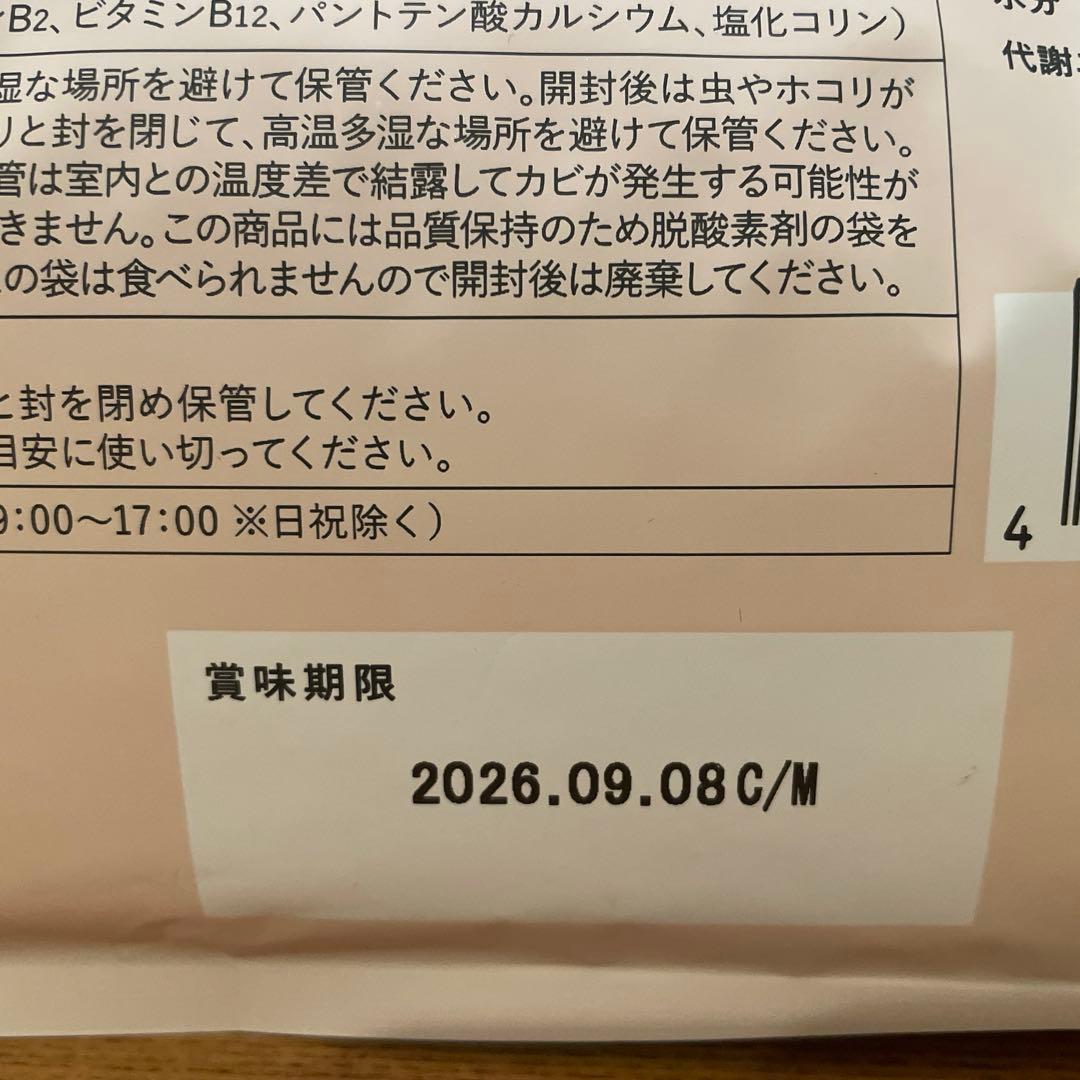 B2、ビタミンB12、パントテン酸カルシウム、塩化コリン）
水分
代謝
湿な場所を避けて保管ください。開封後は虫やホコリが
と封を閉じて、高温多湿な場所を避けて保管ください。
管は室内との温度差で結露してカビが発生する可能性が
きません。この商品には品質保持のため脱酸素剤の袋を
の袋は食べられませんので開封後は廃棄してください。
と封を閉め保管してください。
目安に使い切ってください。
9:00〜17:00 ※日祝除く）
4
賞味期限
2026.09.08C/M